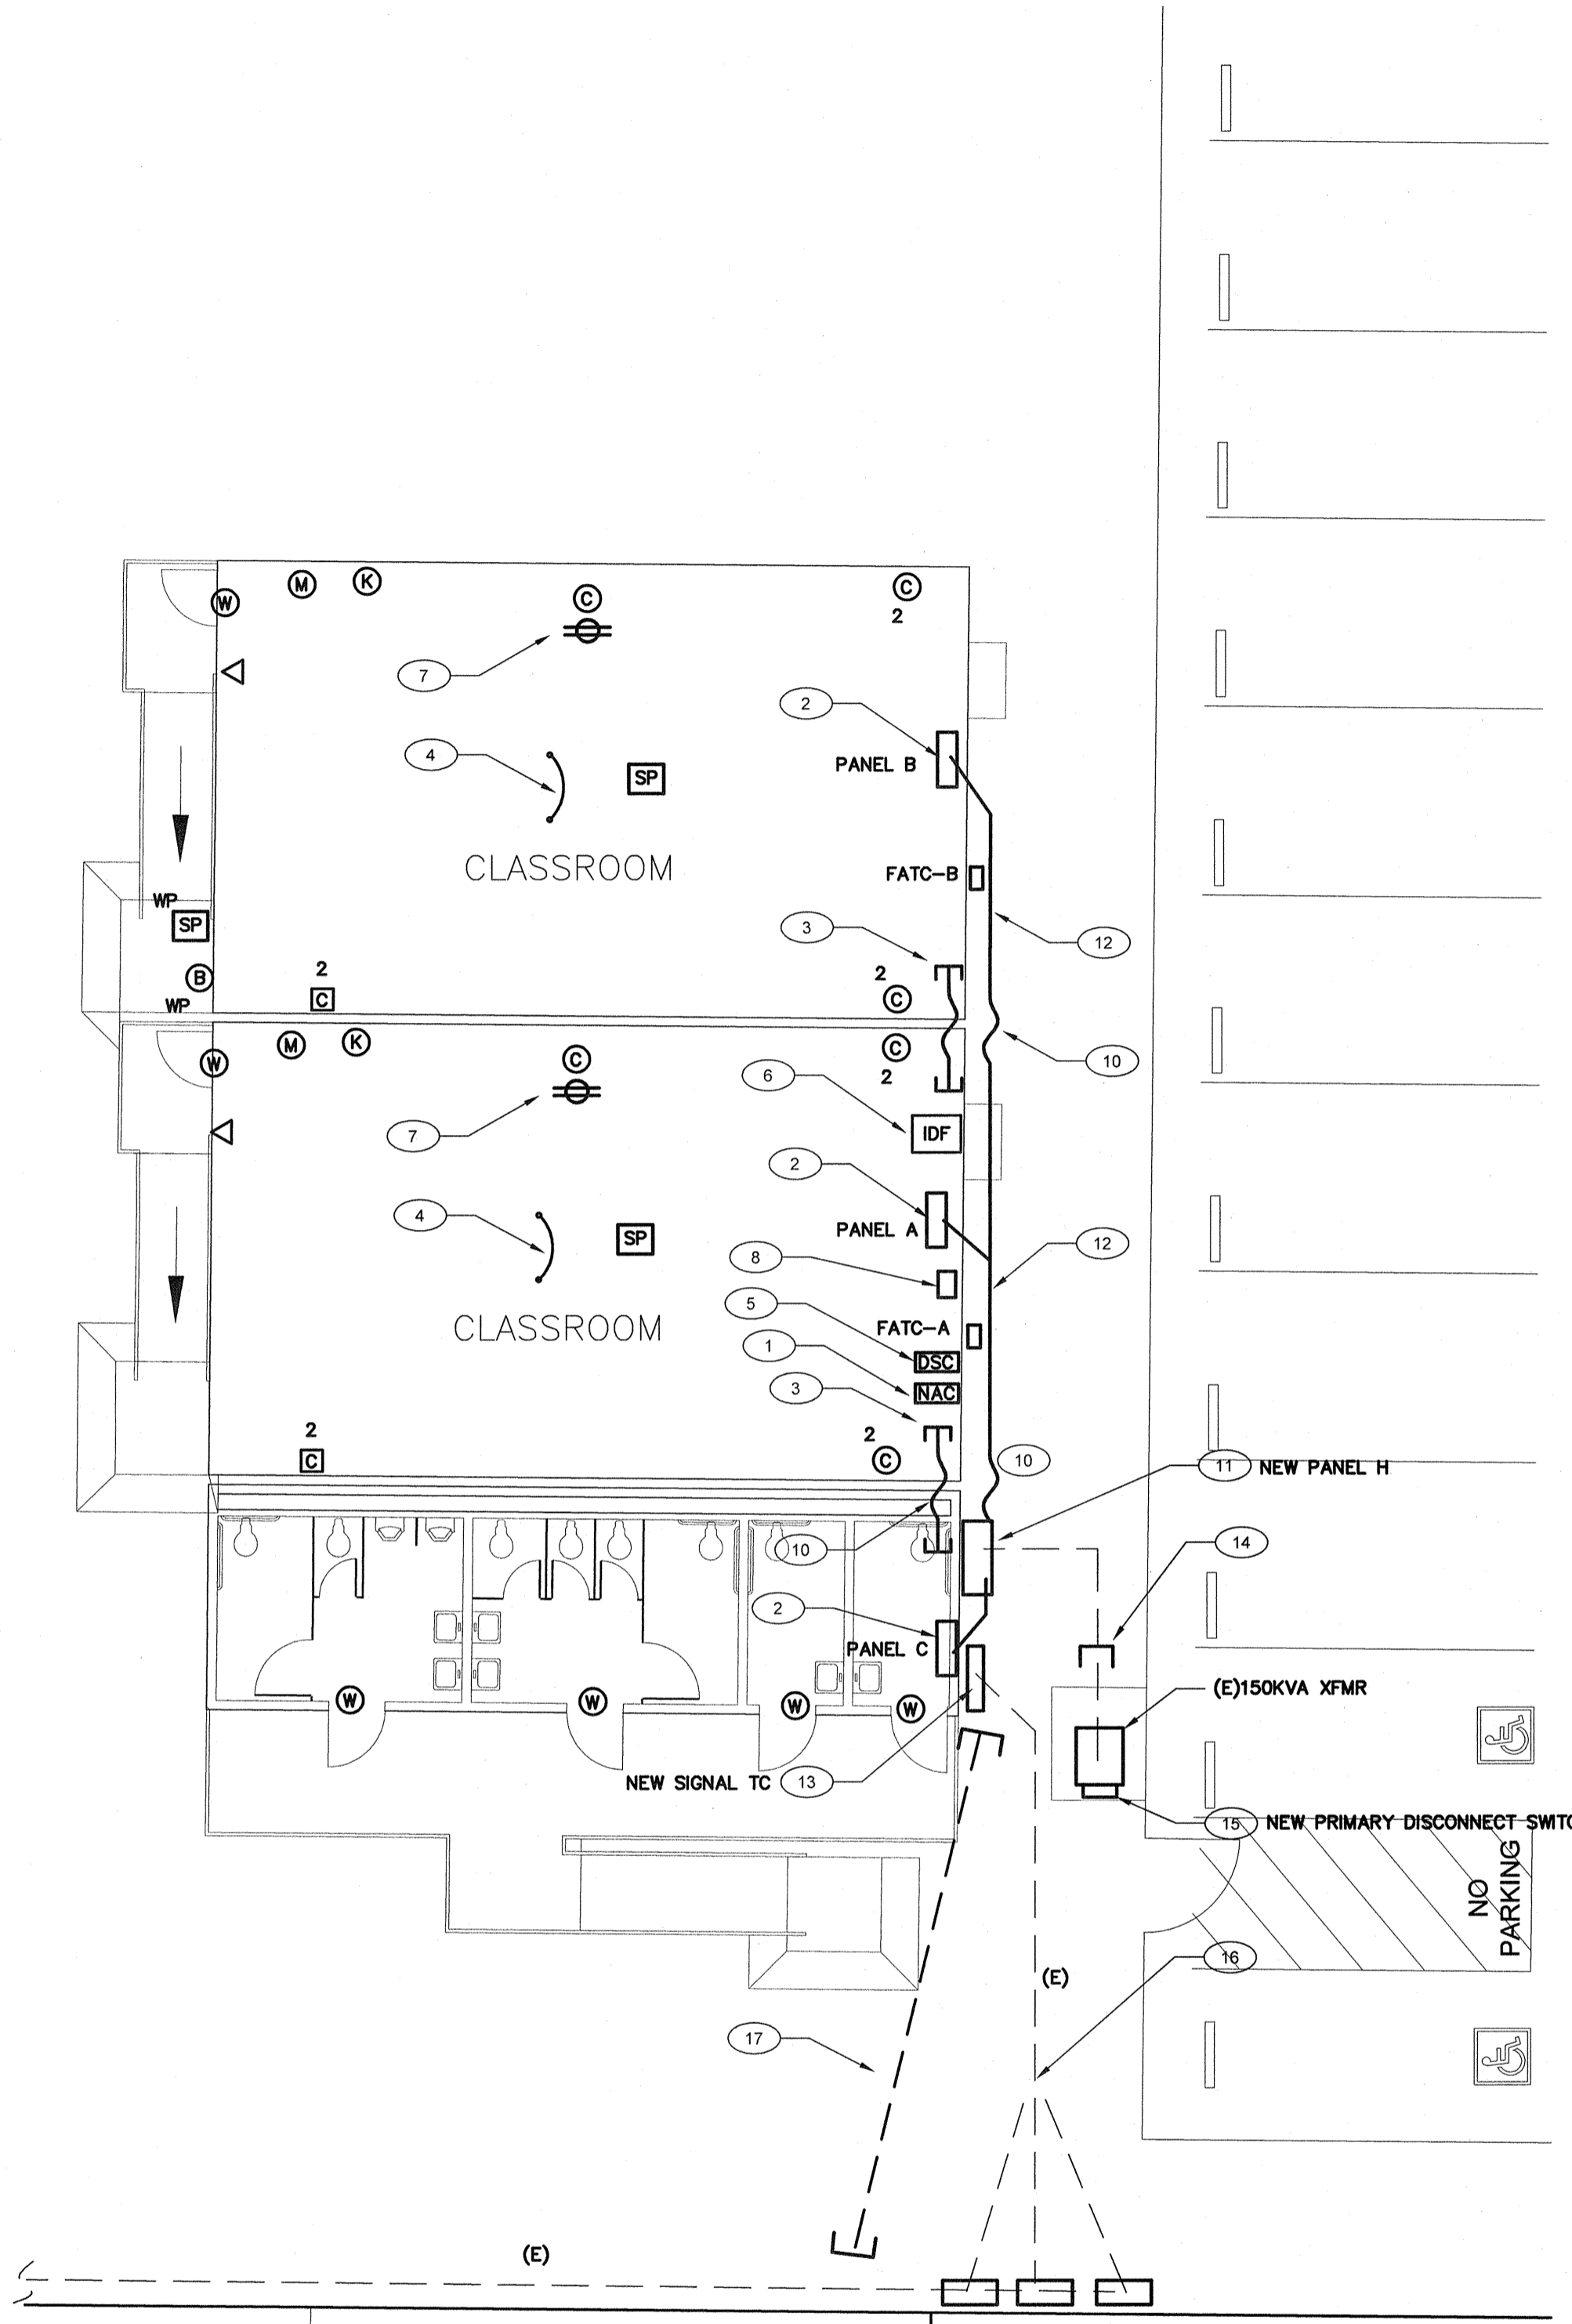 M
K
C
W
2
7
2
4
SP
PANEL B
CLASSROOM
FATC-B
WP
SP
3
12
B
2
2
WP
C
C
M
K
C
C
W
10
6
2
7
IDF
2
4
SP
PANEL A
12
8
5
FATC-A
CLASSROOM
1
DSC
3
NAC
2
2
C
C
10
11 NEW PANEL H
10
14
2
PANEL C
(E)150KVA XFMR
W
W
W
W
NEW SIGNAL TC 13
15 NEW PRIMARY DISCONNECT SWITC
NO
PARKING
16
(E)
17
(E)